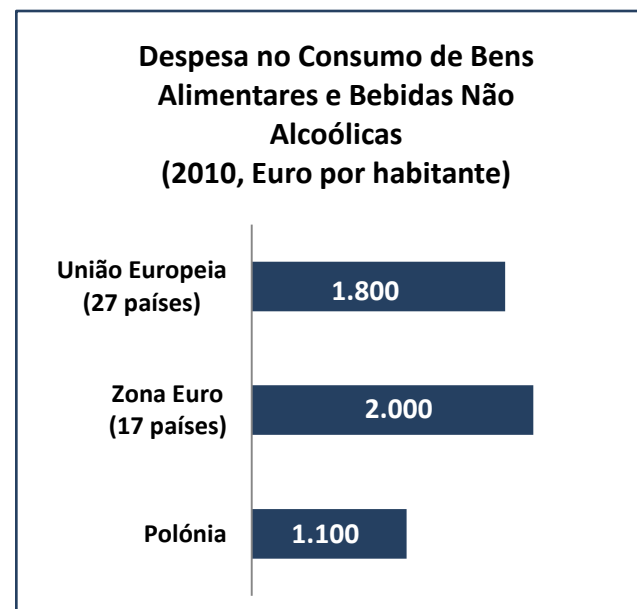 Despesa no Consumo de Bens
Alimentares e Bebidas Não
Alcoólicas
(2010, Euro por habitante)
União Europeia
(27 países)
1.800
Zona Euro
(17 países)
2.000
Polónia
1.100